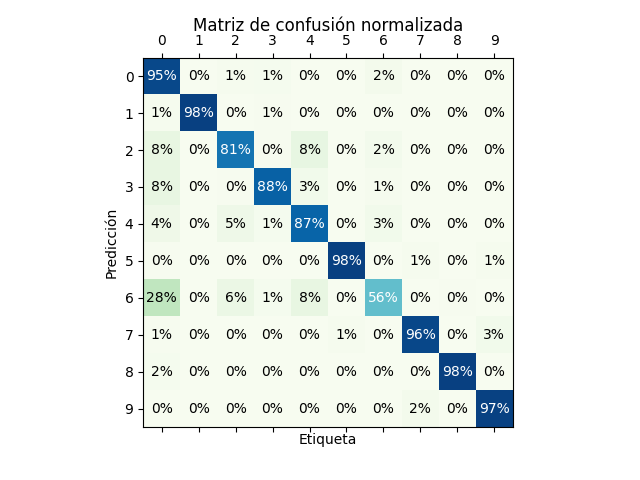 Matriz de confusión normalizada
0 1 2 3 4 5 6 7 8 9
0 95% 0% 1% 1% 0% 0% 2% 0% 0% 0%
1 1% 98% 0% 1% 0% 0% 0% 0% 0% 0%
2 8% 0% 81% 0% 8% 0% 2% 0% 0% 0%
3 8% 0% 0% 88% 3% 0% 1% 0% 0% 0%
4 4% 0% 5% 1% 87% 0% 3% 0% 0% 0%
5 0% 0% 0% 0% 0% 98% 0% 1% 0% 1%
6 28% 0% 6% 1% 8% 0% 56% 0% 0% 0%
7 1% 0% 0% 0% 0% 1% 0% 96% 0% 3%
8 2% 0% 0% 0% 0% 0% 0% 0% 98% 0%
9 0% 0% 0% 0% 0% 0% 0% 2% 0% 97%
Predicción
Etiqueta